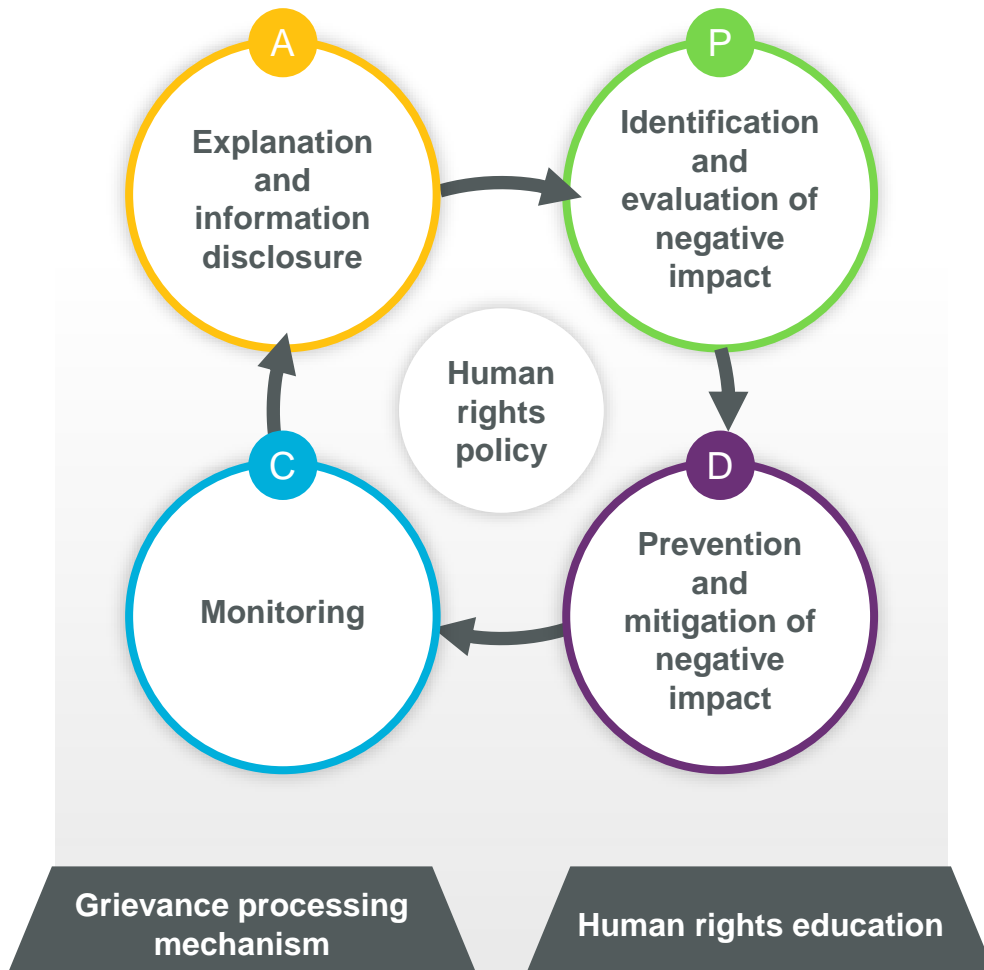 A
Explanation
and
information
disclosure
P
Identification
and
evaluation of
negative
impact
Human
rights
policy
C
Monitoring
D
Prevention
and
mitigation of
negative
impact
Grievance processing
mechanism
Human rights education